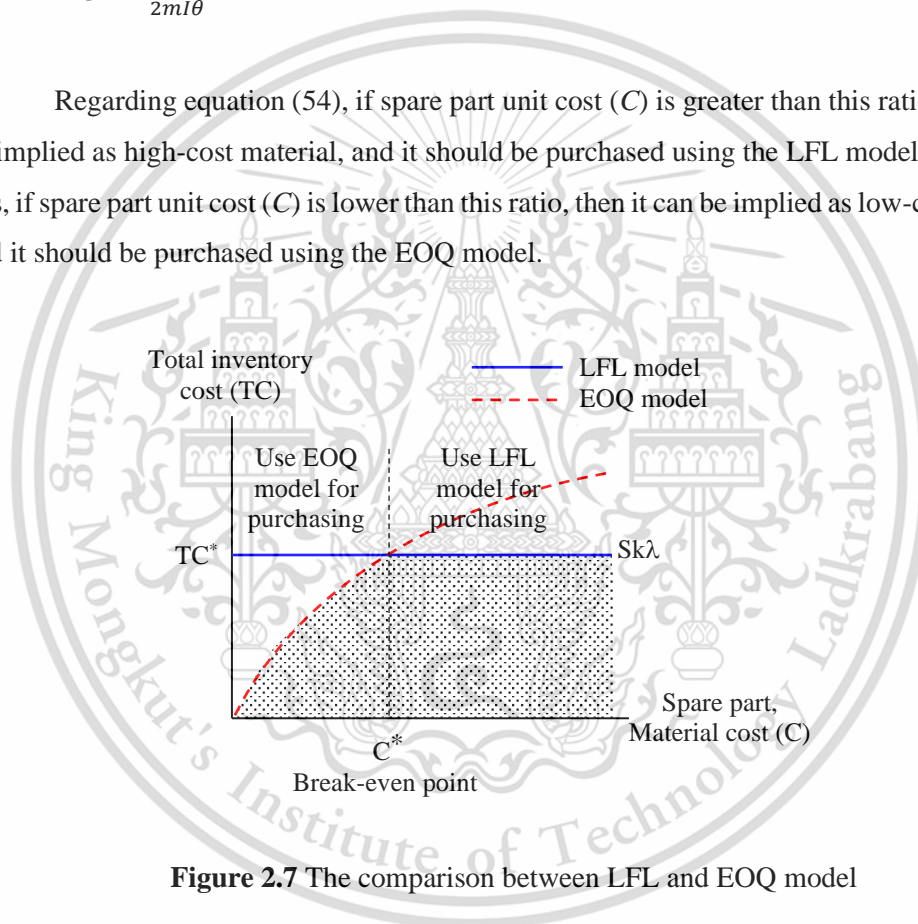 2mIθ
Regarding equation (54), if spare part unit cost (C) is greater than this rati
implied as high-cost material, and it should be purchased using the LFL model
s, if spare part unit cost (C) is lower than this ratio, then it can be implied as low-c
d it should be purchased using the EOQ model.
Total inventory
cost (TC)
LFL model
EOQ model
Use EOQ
model for
purchasing
Use LFL
model for
purchasing
TC*
Skλ
Spare part,
Material cost (C)
C*
Break-even point
King Mongkut's Institute of Technology Ladkrabang
Figure 2.7 The comparison between LFL and EOQ model